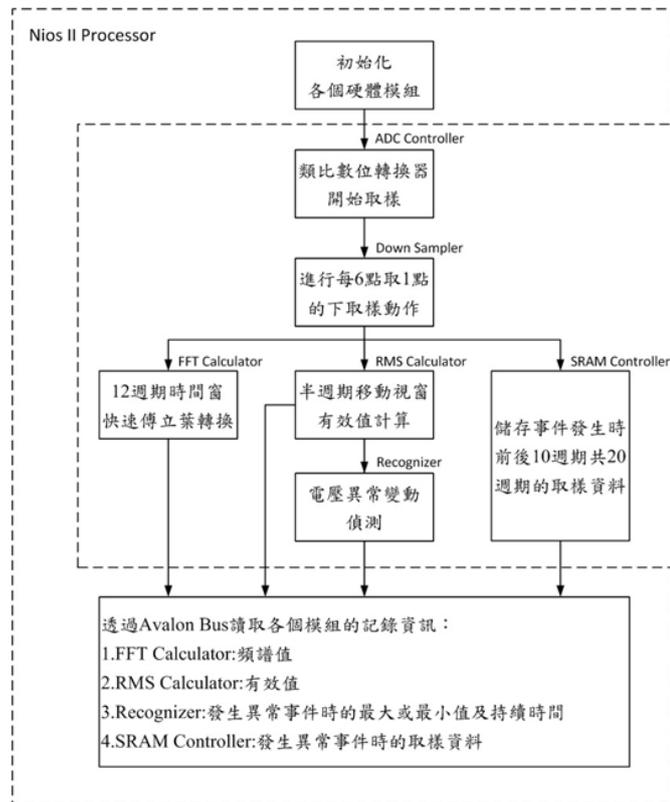 Nios II Processor
初始化
各個硬體模組
ADC Controller
類比數位轉換器
開始取樣
Down Sampler
進行每6點取1點
的下取樣動作
FFT Calculator
RMS Calculator
SRAM Controller
12週期時間窗
快速傅立葉轉換
半週期移動視窗
有效值計算
儲存事件發生時
前後10週期共20
週期的取樣資料
Recognizer
電壓異常變動
偵測
透過Avalon Bus讀取各個模組的記錄資訊：
1.FFT Calculator:頻譜值
2.RMS Calculator:有效值
3.Recognizer:發生異常事件時的最大或最小值及持續時間
4.SRAM Controller:發生異常事件時的取樣資料